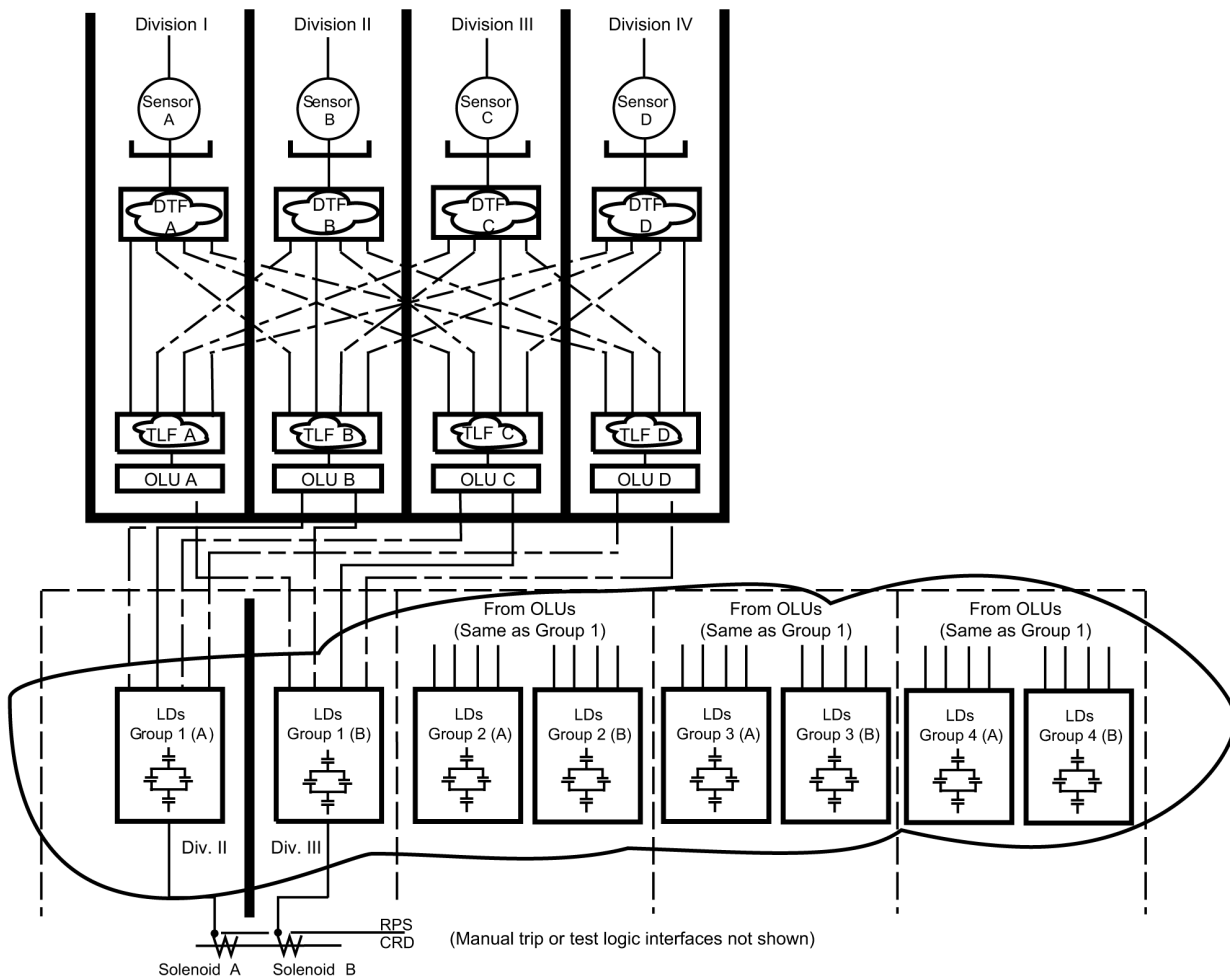 Division I
Division II
Division III
Division IV
Sensor
A
Sensor
B
Sensor
C
Sensor
D
DTF
A
DTF
B
DTF
C
DTF
D
TLF A
TLF B
TLF C
TLF D
OLU A
OLU B
OLU C
OLU D
From OLUs
(Same as Group 1)
From OLUs
(Same as Group 1)
From OLUs
(Same as Group 1)
LDs
Group 1 (A)
LDs
Group 1 (B)
LDs
Group 2 (A)
LDs
Group 2 (B)
LDs
Group 3 (A)
LDs
Group 3 (B)
LDs
Group 4 (A)
LDs
Group 4 (B)
Div. II
Div. III
RPS
CRD
(Manual trip or test logic interfaces not shown)
Solenoid A
Solenoid B